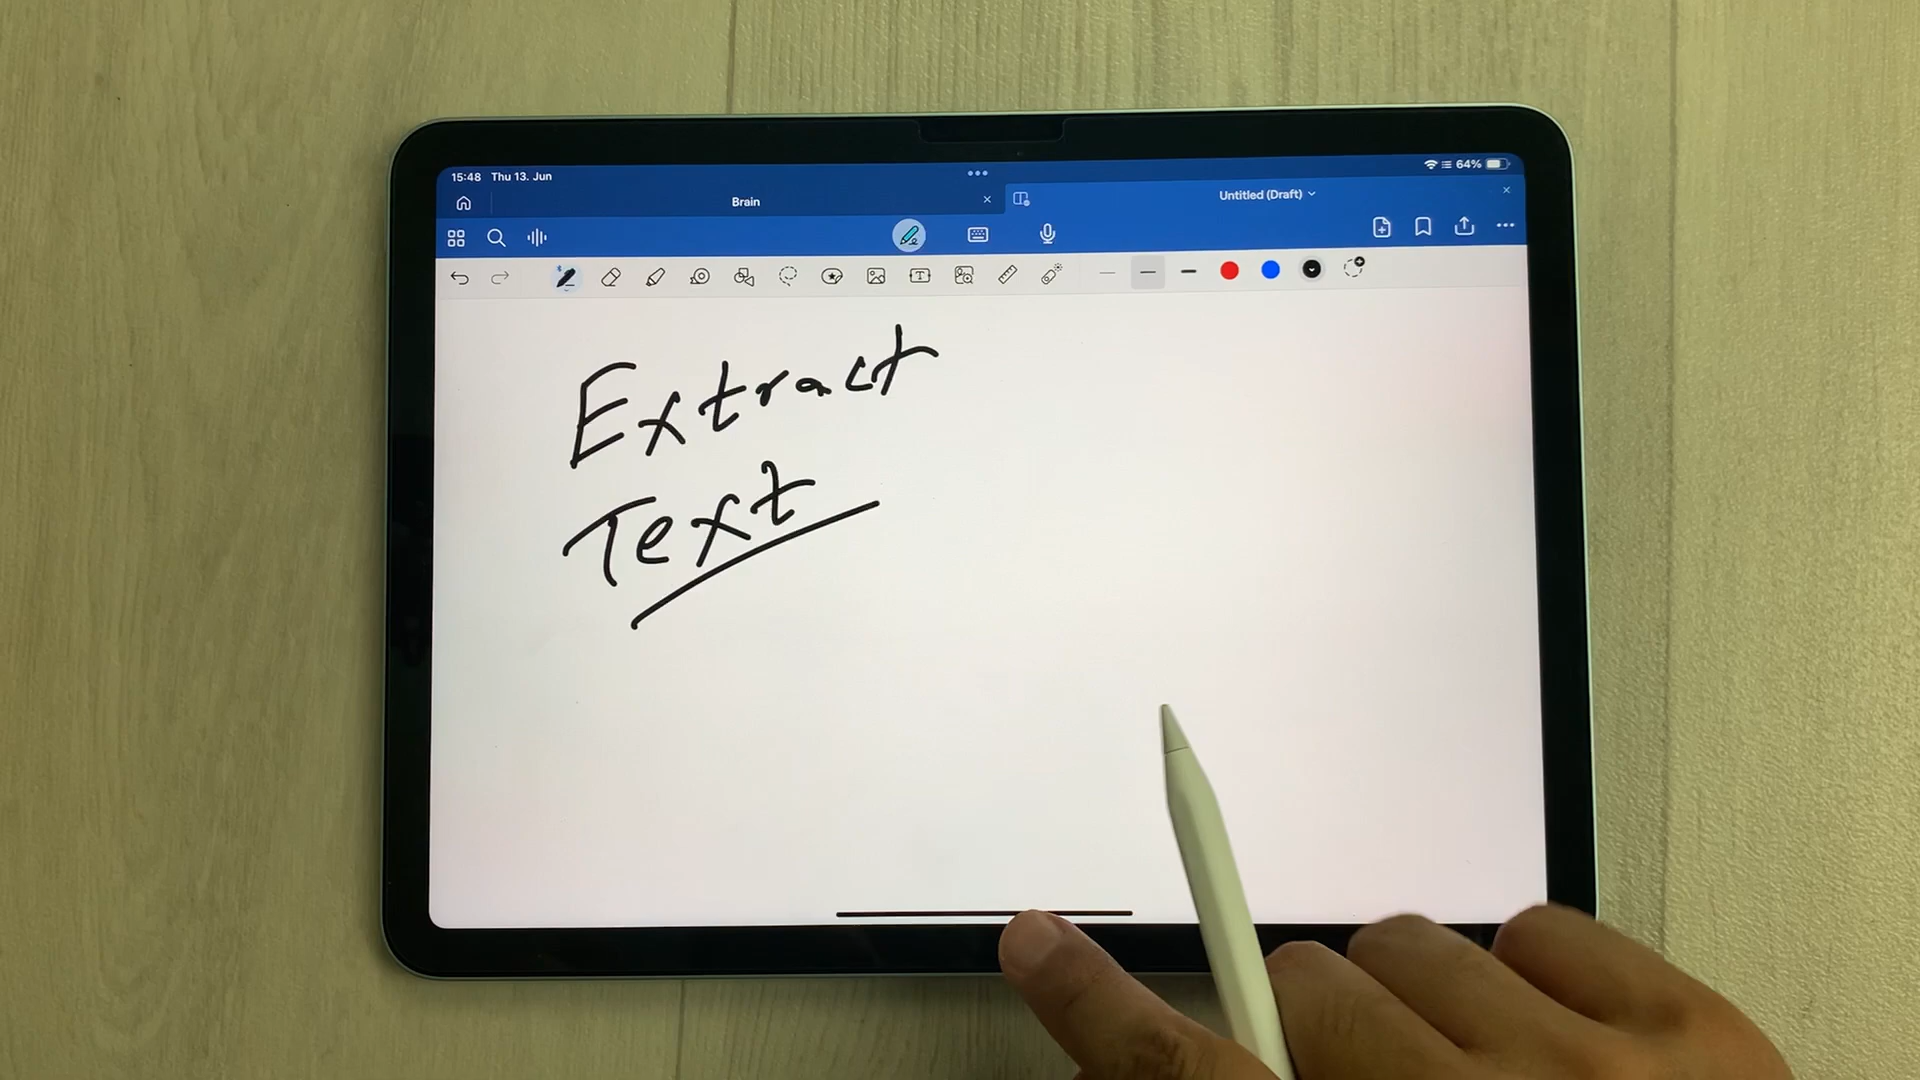 15:48 Thu 13. Jun
64%
Brain
Untitled (Draft)
Extract
Text